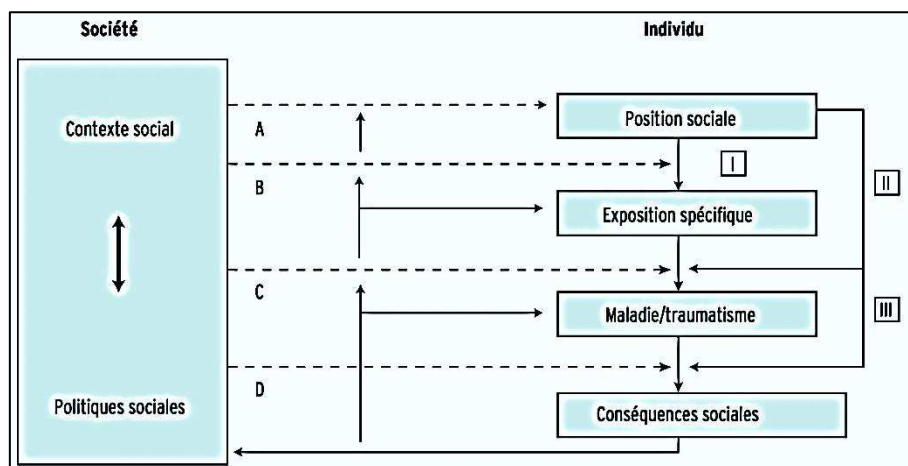 Société
Individu
Contexte social
Position sociale
A
I
B
II
Exposition spécifique
C
Maladie/traumatisme
III
D
Politiques sociales
Conséquences sociales